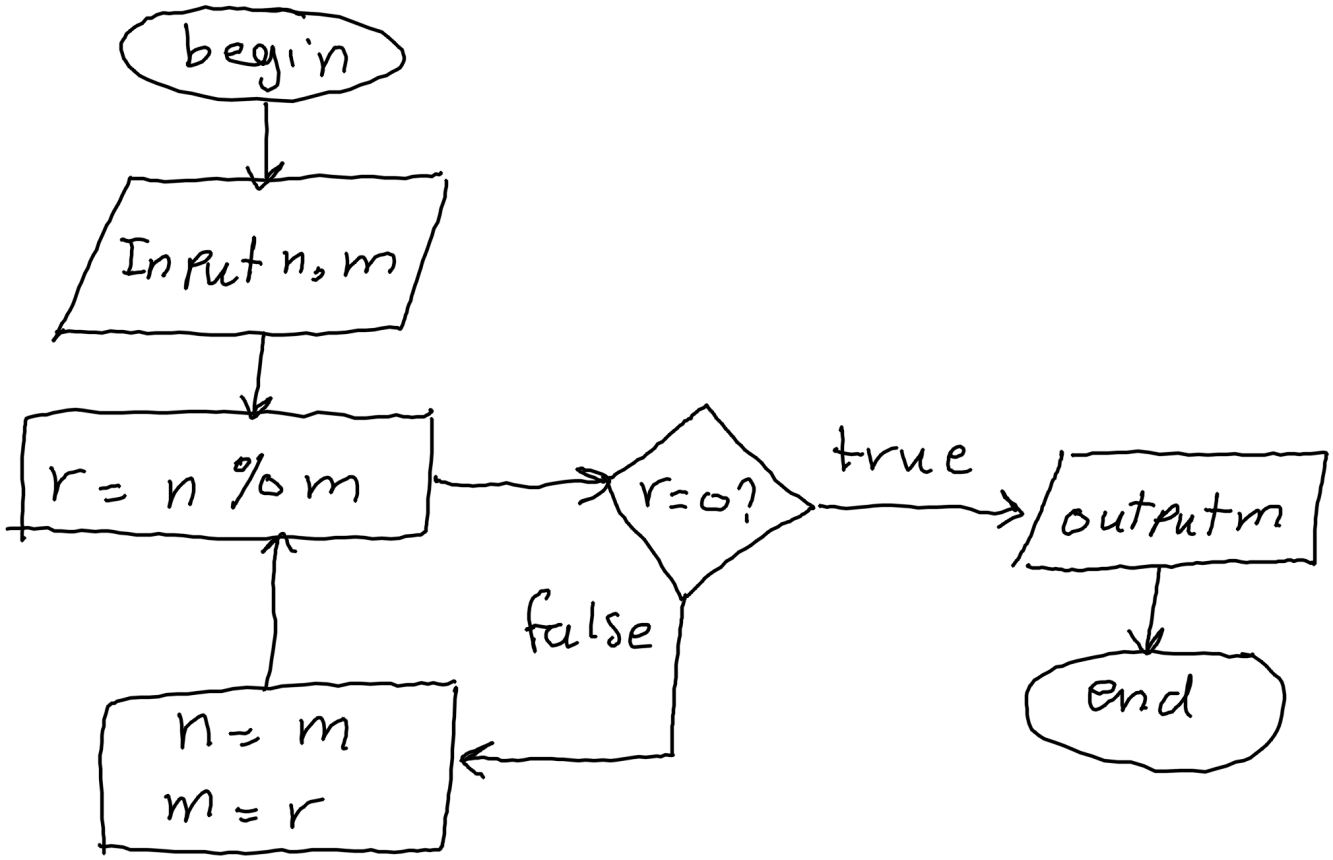 begin
Input n, m
r = n % m
r=0?
true
output m
false
n = m
m = r
end